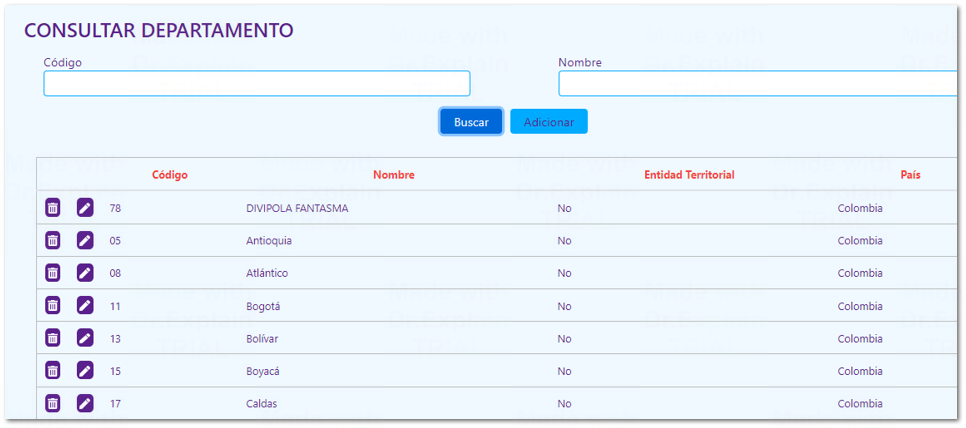 CONSULTAR DEPARTAMENTO
Código Nombre
Buscar Adicionar
Código Nombre Entidad Territorial País
78 DIVIPOLA FANTASMA No Colombia
05 Antioquia No Colombia
08 Atlántico No Colombia
11 Bogotá No Colombia
13 Bolívar No Colombia
15 Boyacá No Colombia
17 Caldas No Colombia